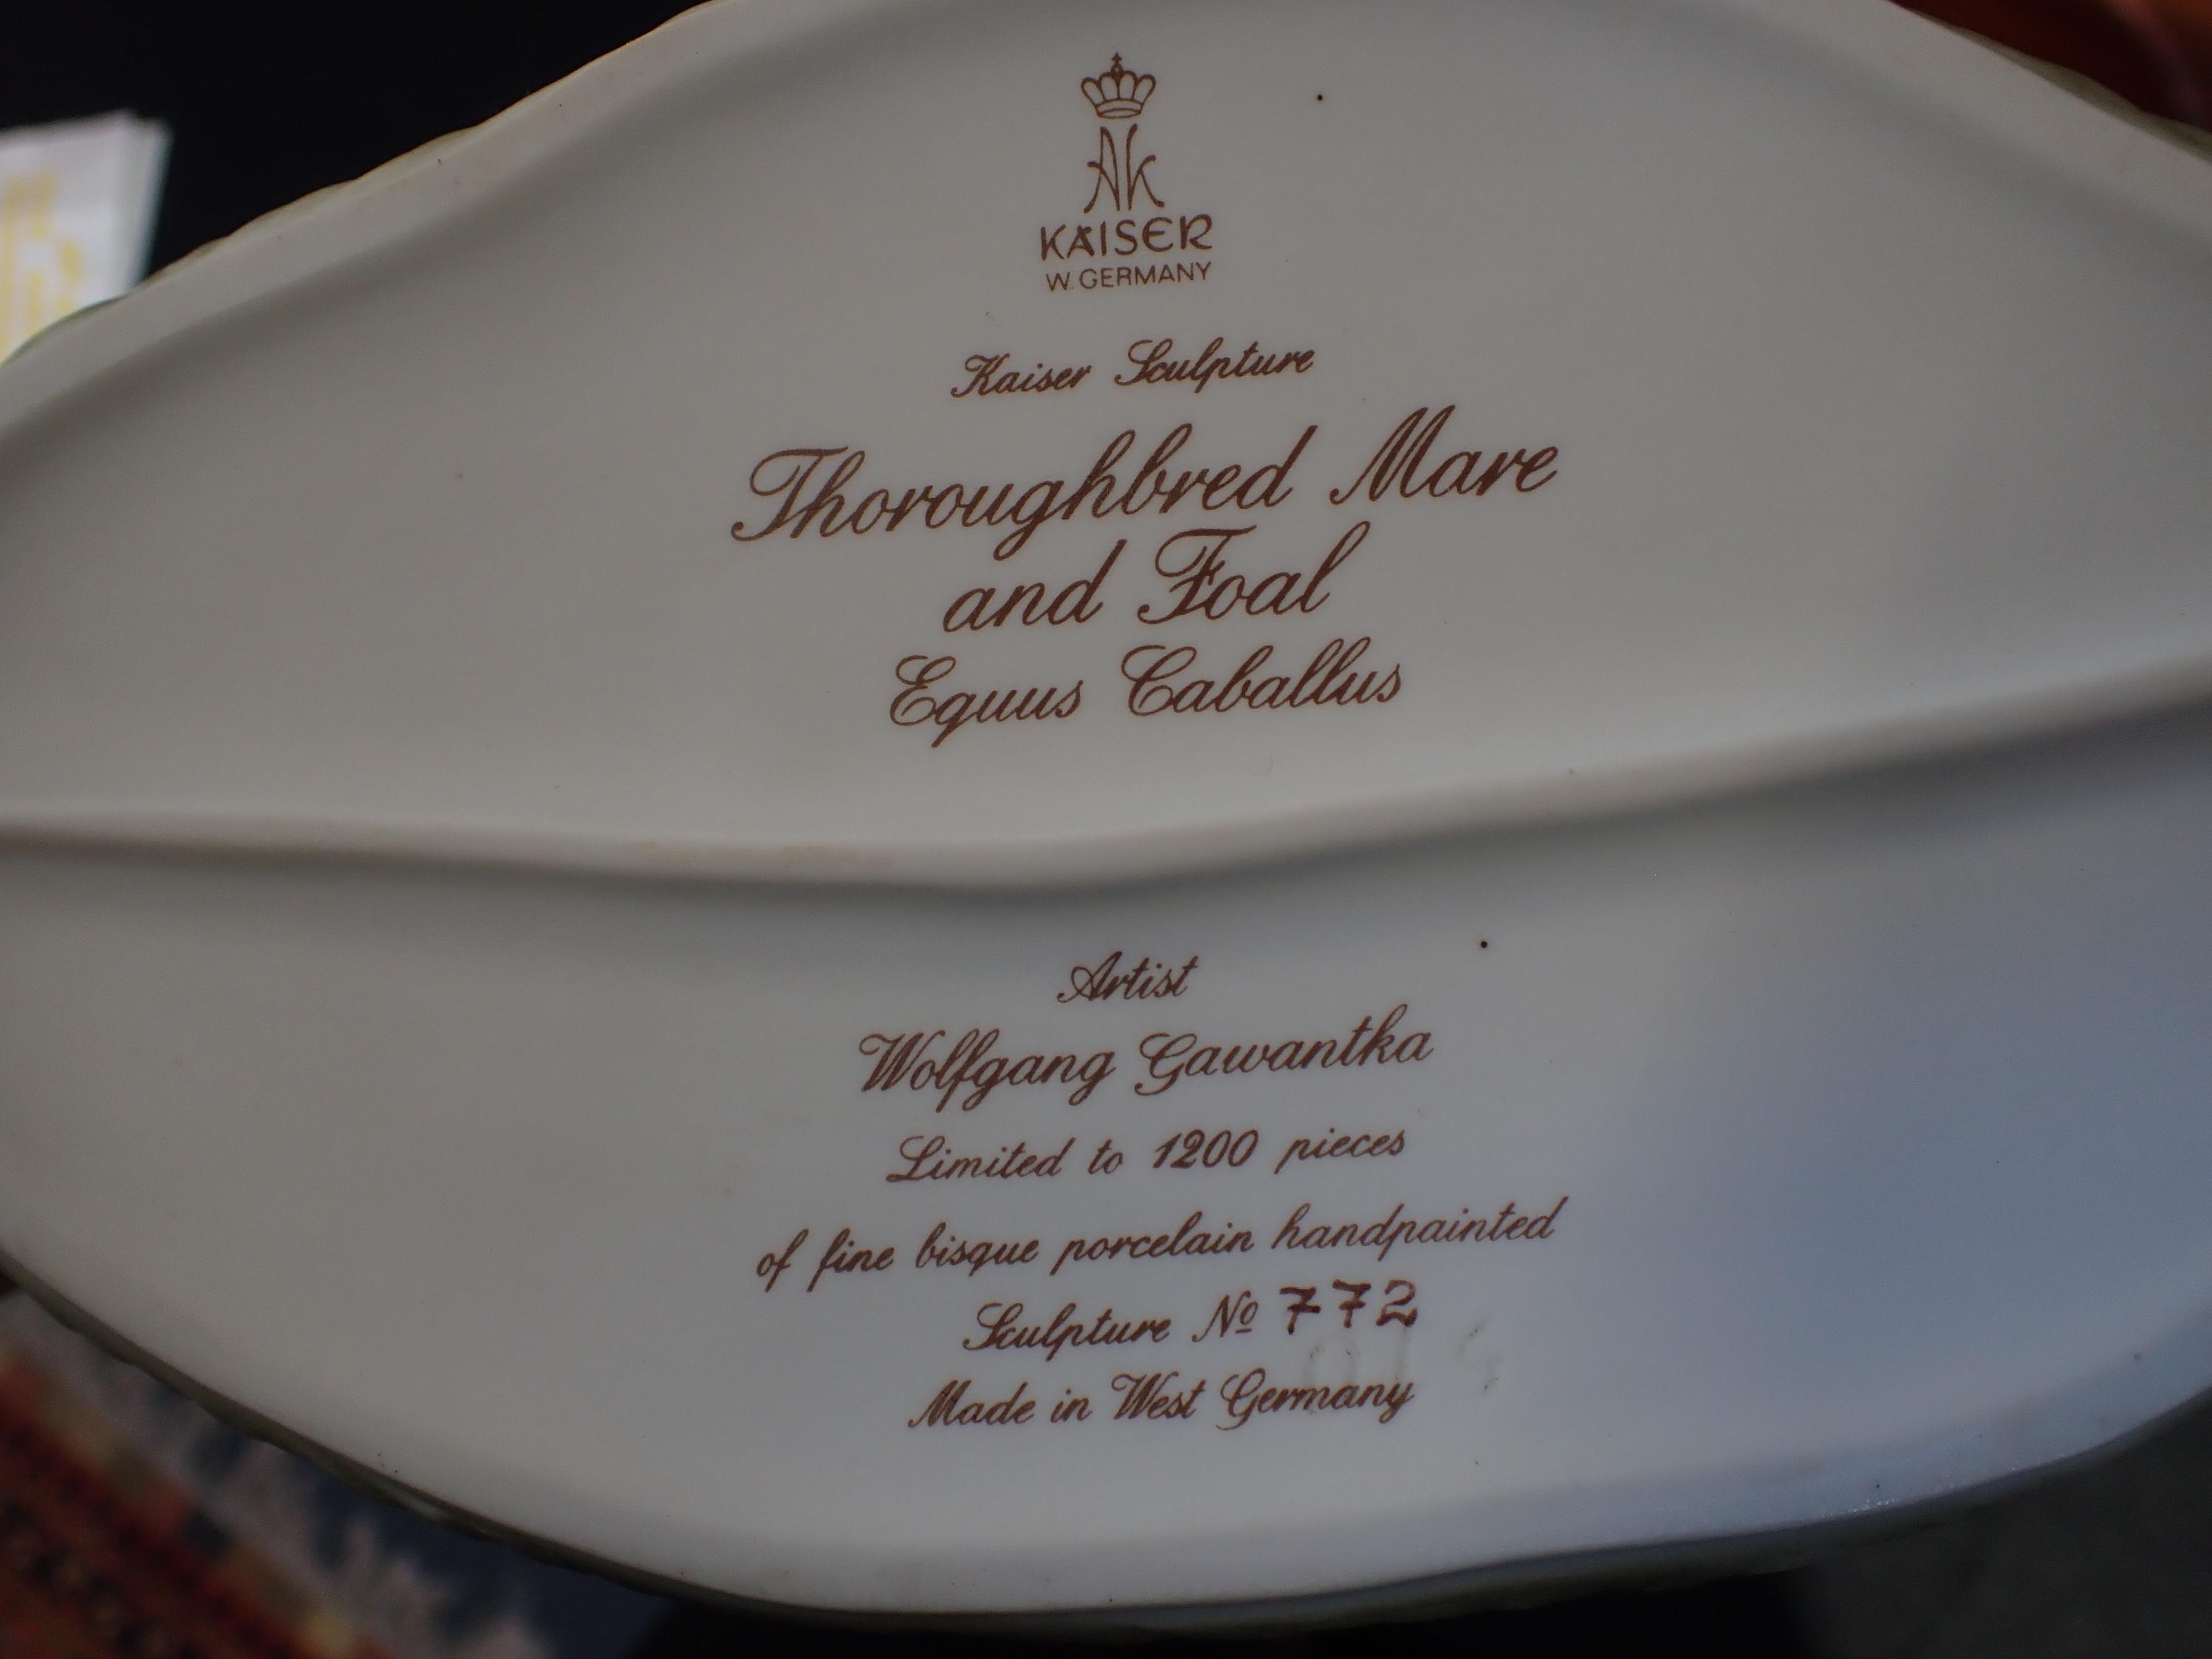 AK
KAISER
W. GERMANY
Kaiser Sculpture
Thoroughbred Mare
and Foal
Equus Caballus
Artist
Wolfgang Gawantka
Limited to 1200 pieces
of fine bisque porcelain handpainted
Sculpture № 772
Made in West Germany